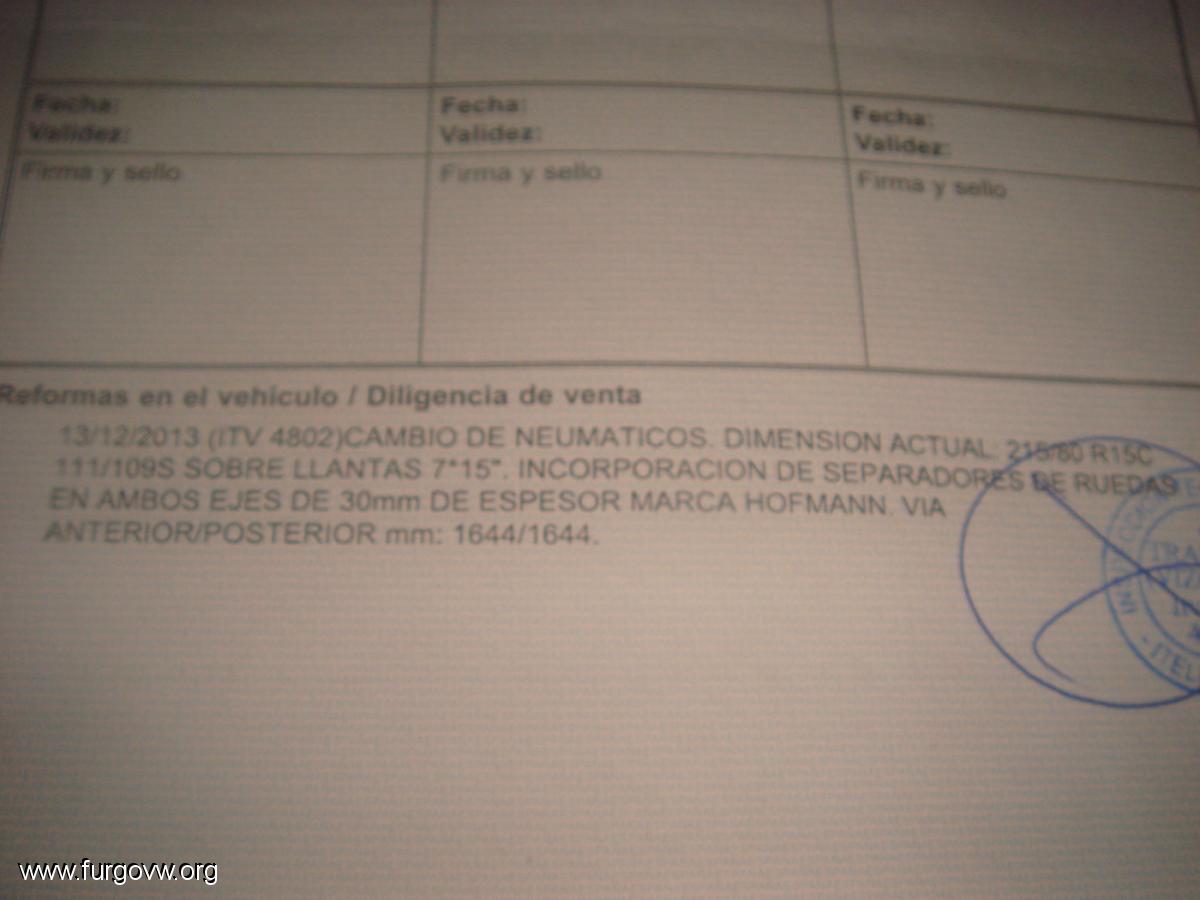 Fecha: Fecha: Fecha:
Validez: Validez: Validez:
Firma y sello Firma y sello Firma y sello
Reformas en el vehículo / Diligencia de venta
13/12/2013 (ITV 4802)CAMBIO DE NEUMATICOS. DIMENSION ACTUAL: 215/80 R15C
111/109S SOBRE LLANTAS 7*15". INCORPORACION DE SEPARADORES DE RUEDAS
EN AMBOS EJES DE 30mm DE ESPESOR MARCA HOFMANN. VIA
ANTERIOR/POSTERIOR mm: 1644/1644.
www.furgovw.org